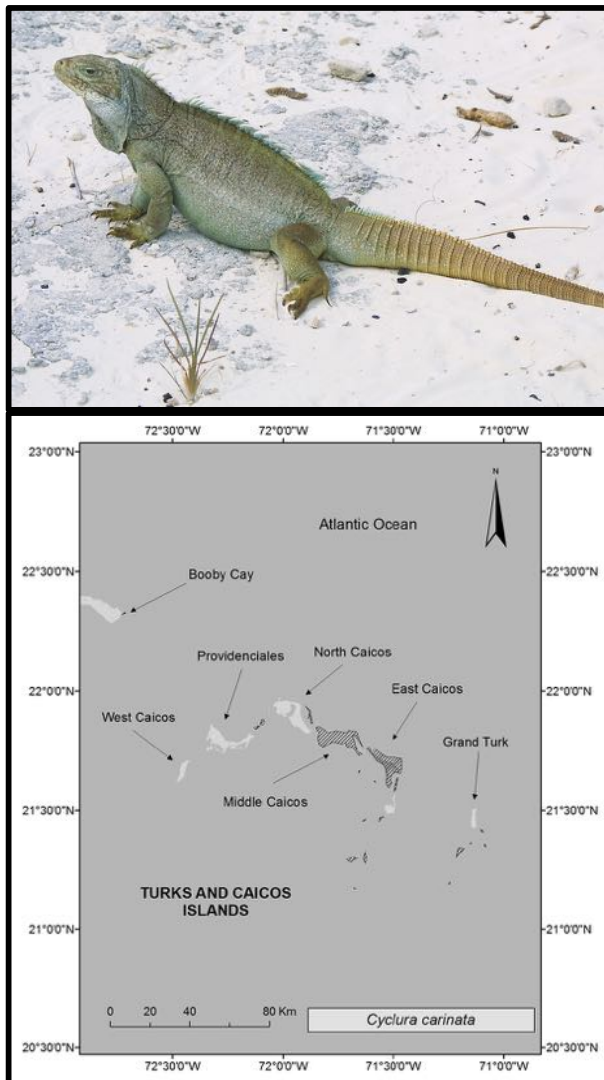 72°30'0"W 72°0'0"W 71°30'0"W 71°0'0"W
23°0'0"N 23°0'0"N
N
Atlantic Ocean
22°30'0"N 22°30'0"N
Booby Cay
North Caicos
Providenciales
22°0'0"N 22°0'0"N
East Caicos
West Caicos
Grand Turk
Middle Caicos
21°30'0"N 21°30'0"N
TURKS AND CAICOS
ISLANDS
21°0'0"N 21°0'0"N
0 20 40 80 Km
Cyclura carinata
20°30'0"N 20°30'0"N
72°30'0"W 72°0'0"W 71°30'0"W 71°0'0"W